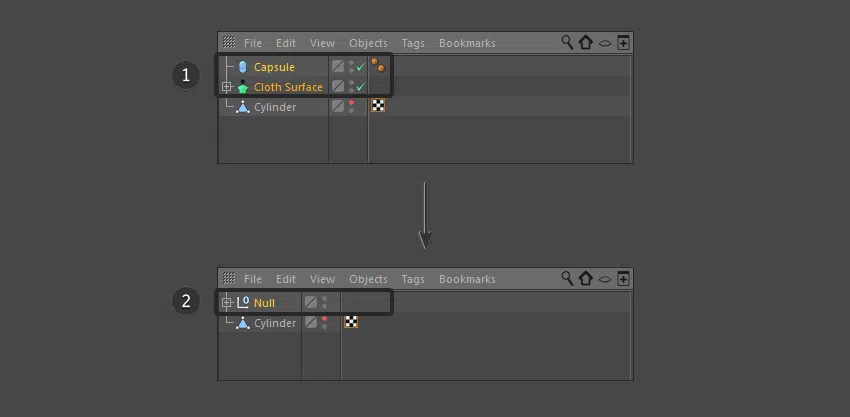 File Edit View Objects Tags Bookmarks
1
Capsule
Cloth Surface
Cylinder
File Edit View Objects Tags Bookmarks
2
0 Null
Cylinder